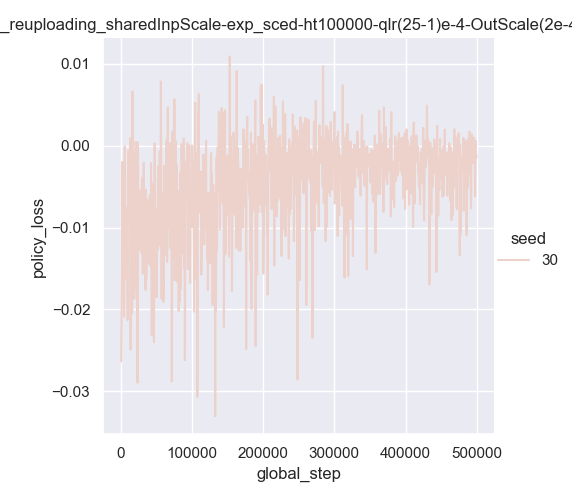 _reuploading_sharedInpScale-exp_sced-ht100000-qlr(25-1)e-4-OutScale(2e-4
0.01
0.00
−0.01
−0.02
−0.03
policy_loss
0 100000 200000 300000 400000 500000
global_step
seed
30